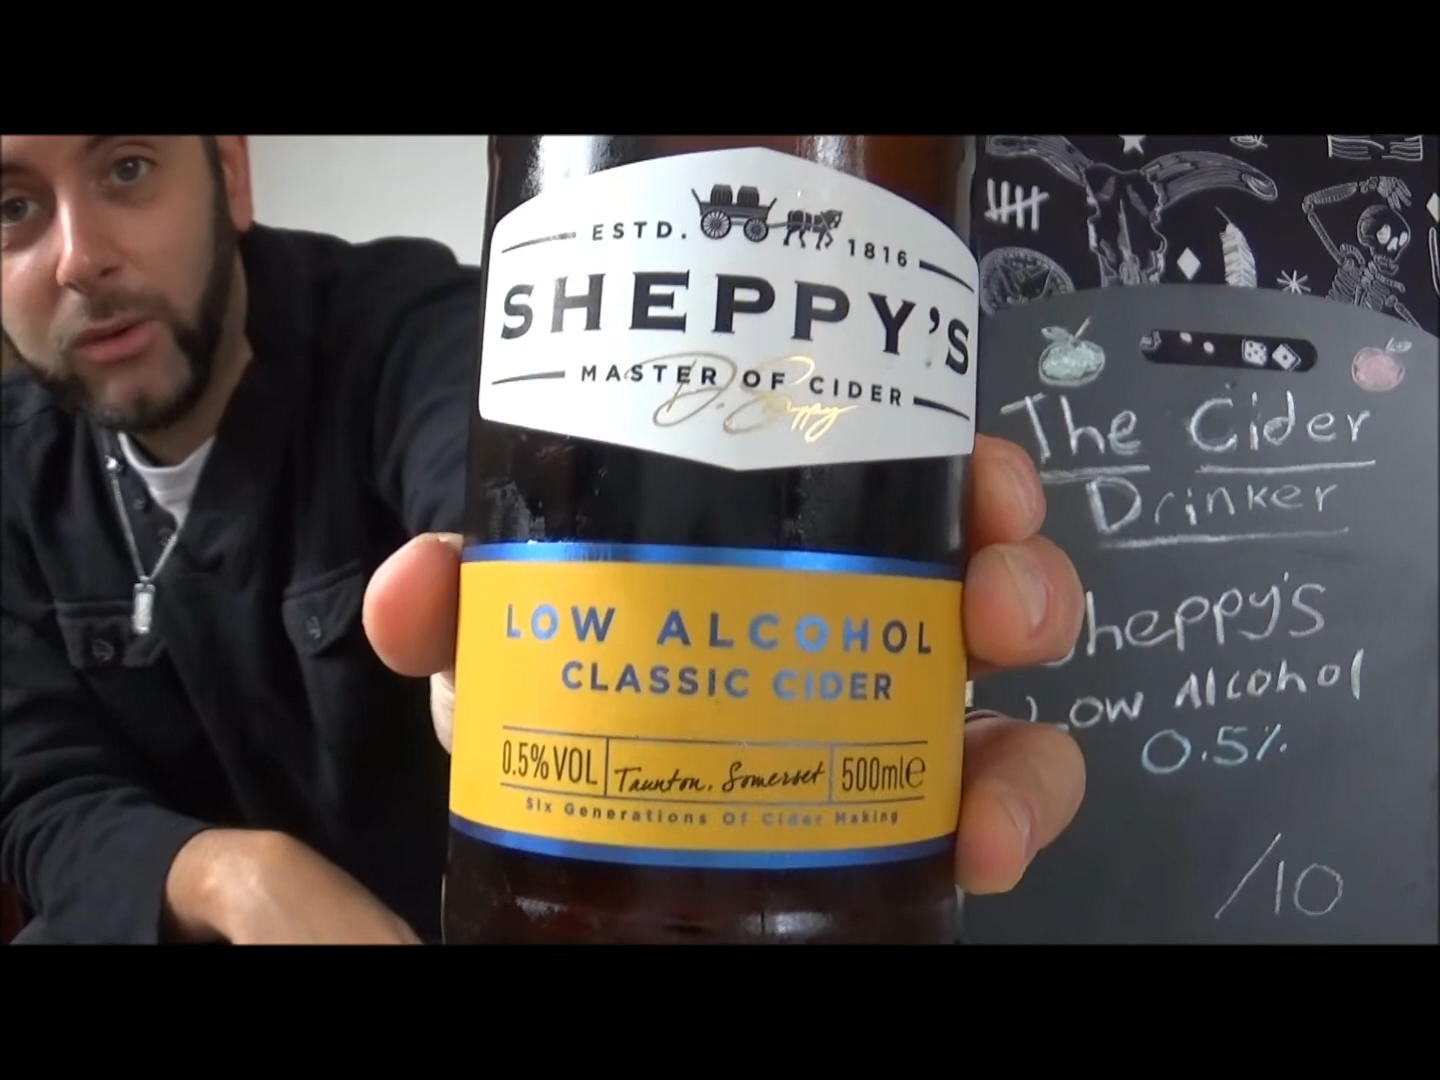 ESTD. 1816
SHEPPY'S
MASTER OF CIDER
D. Sheppy
LOW ALCOHOL
CLASSIC CIDER
0.5% VOL
Taunton. Somerset
500ml e
Six Generations Of Cider Making
The Cider
Drinker
Sheppy's
Low Alcohol
0.5%
/10